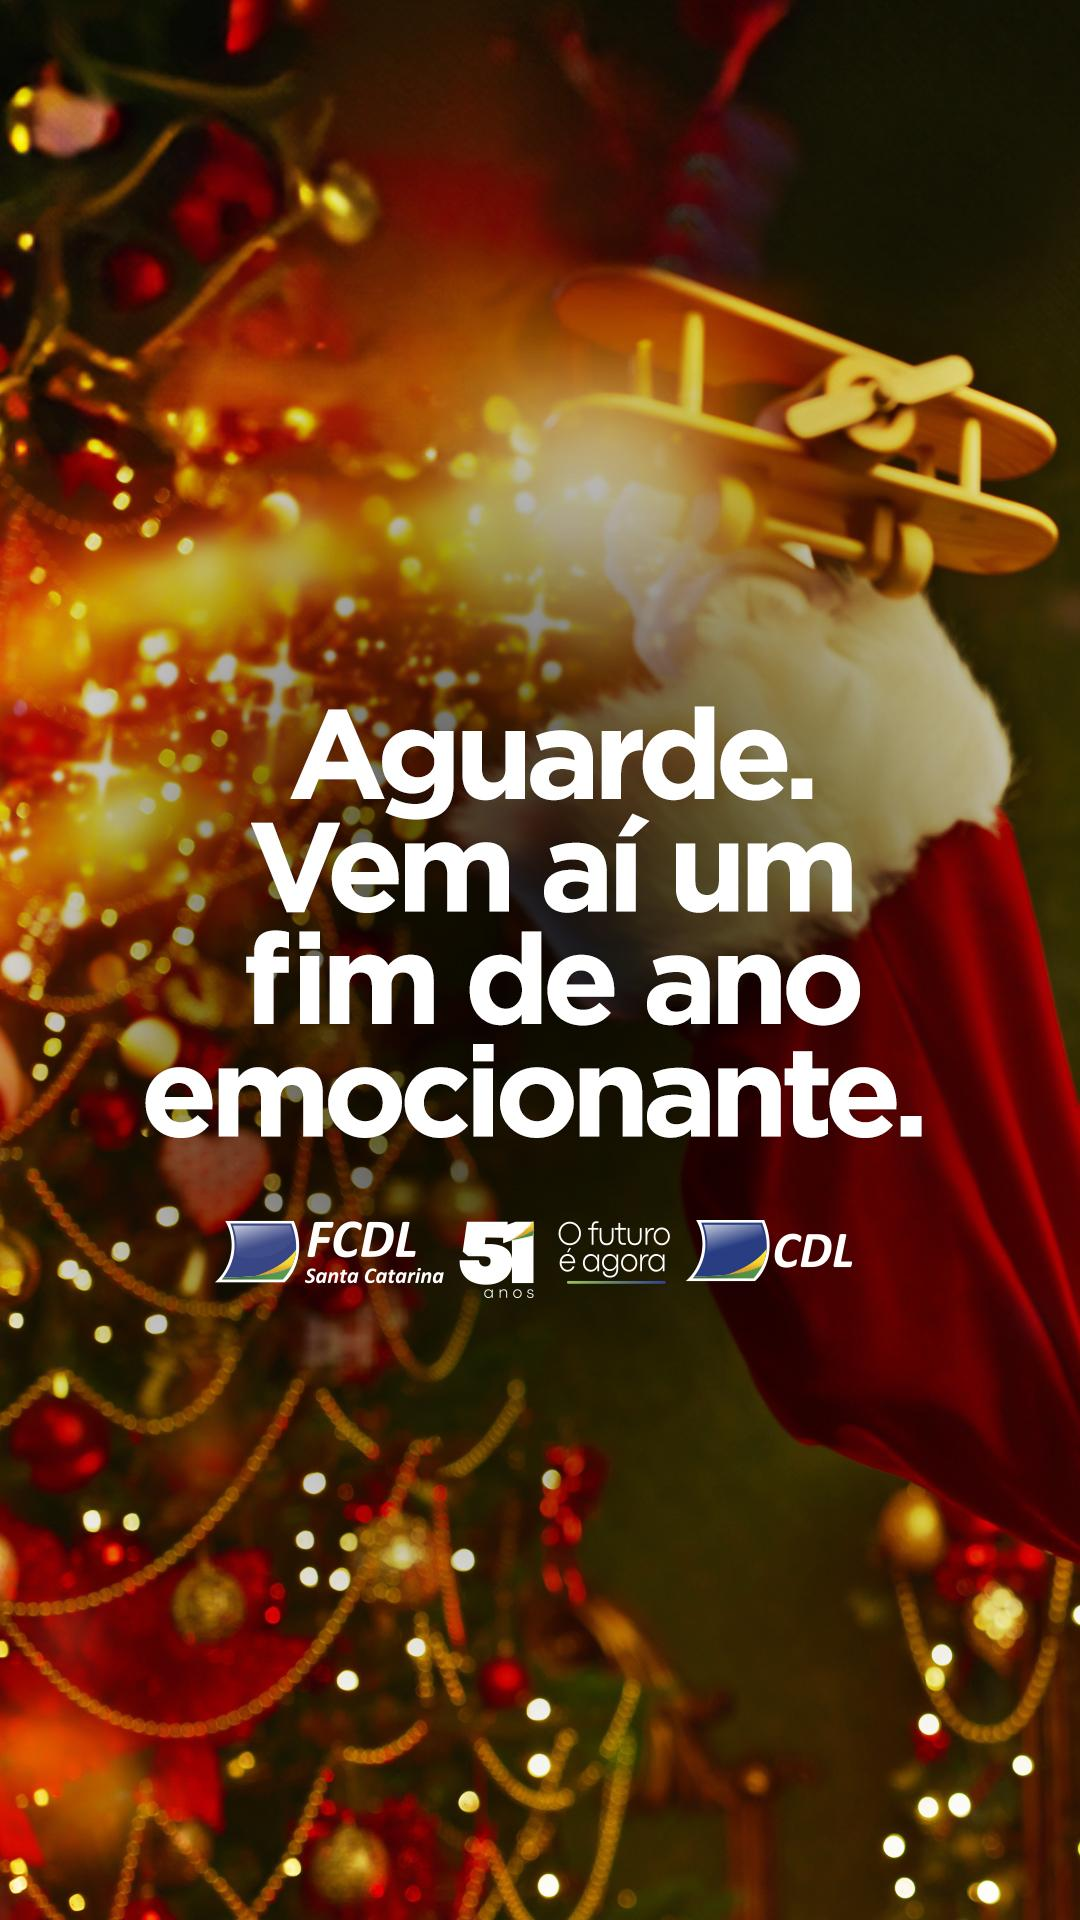 Aguarde.
Vem aí um
fim de ano
emocionante.
FCDL
Santa Catarina
51
anos
O futuro
é agora
CDL